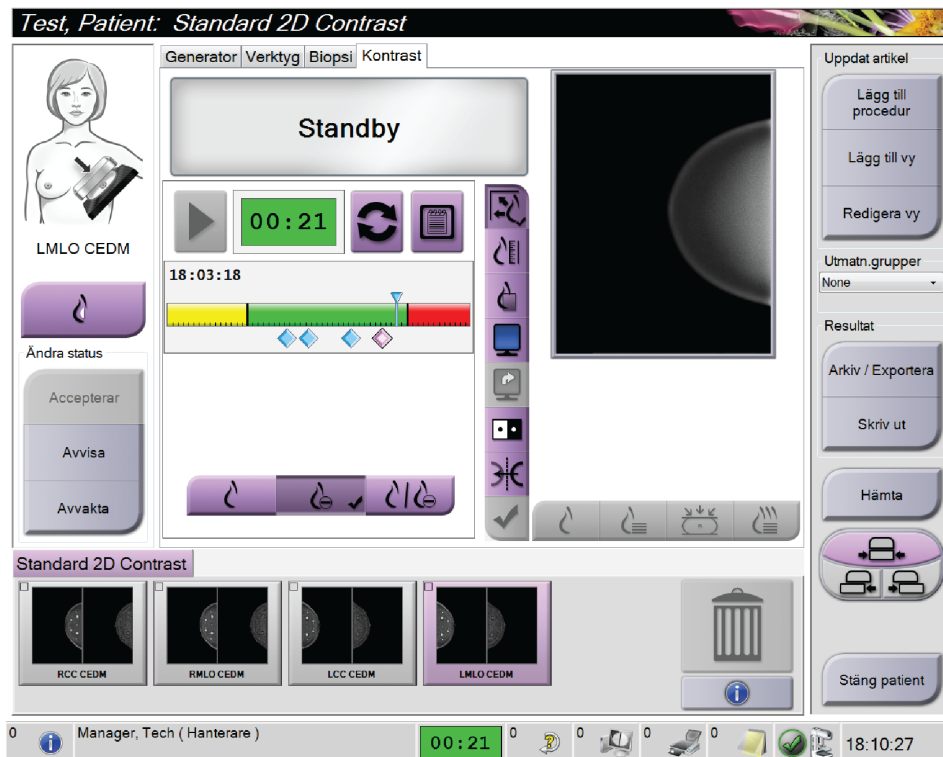 Test, Patient: Standard 2D Contrast
Generator Verktyg Biopsi Kontrast
Standby
LMLO CEDM
00:21
18:03:18
Ändra status
Accepterar
Avvisa
Avvakta
Uppdat artikel
Lägg till
procedur
Lägg till vy
Redigera vy
Utmatn.grupper
None
Resultat
Arkiv / Exportera
Skriv ut
Hämta
Stäng patient
Standard 2D Contrast
RCC CEDM
RMLO CEDM
LCC CEDM
LMLO CEDM
0
Manager, Tech ( Hanterare )
00:21
0
0
0
0
18:10:27